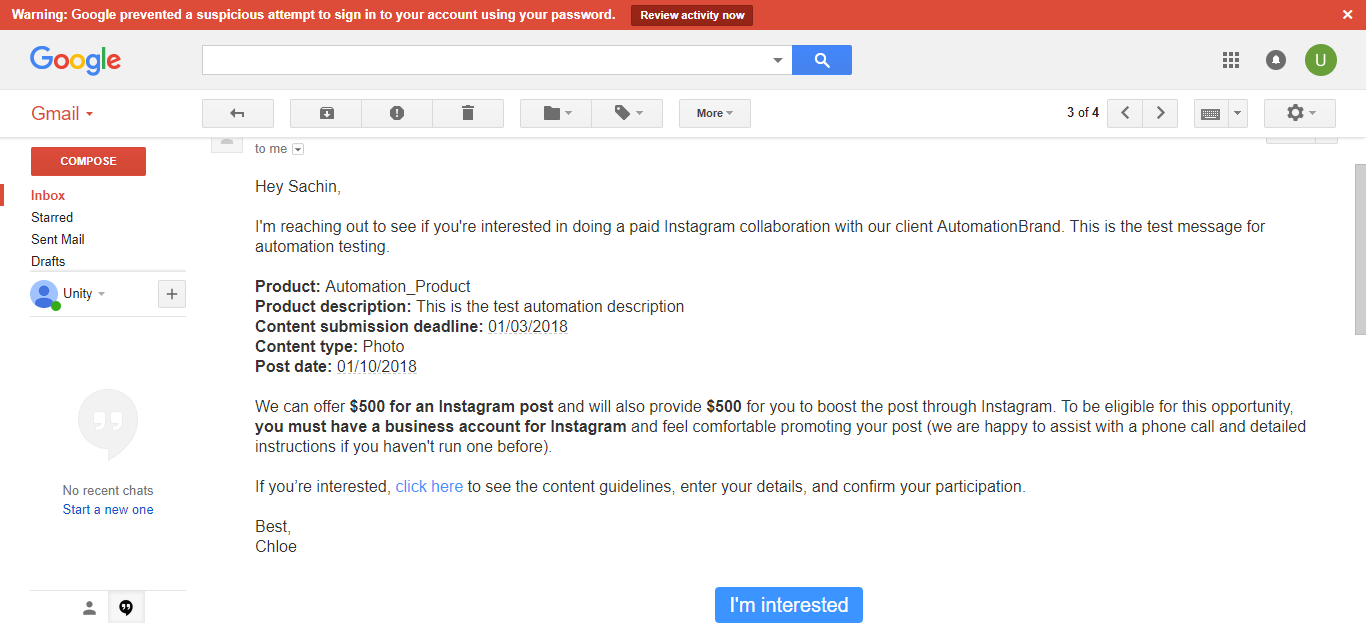 Warning: Google prevented a suspicious attempt to sign in to your account using your password. Review activity now ×
Google U
Gmail More 3 of 4
COMPOSE
to me
Inbox
Starred
Sent Mail
Drafts
Unity +
No recent chats
Start a new one
Hey Sachin,
I'm reaching out to see if you're interested in doing a paid Instagram collaboration with our client AutomationBrand. This is the test message for
automation testing.
Product: Automation_Product
Product description: This is the test automation description
Content submission deadline: 01/03/2018
Content type: Photo
Post date: 01/10/2018
We can offer $500 for an Instagram post and will also provide $500 for you to boost the post through Instagram. To be eligible for this opportunity,
you must have a business account for Instagram and feel comfortable promoting your post (we are happy to assist with a phone call and detailed
instructions if you haven't run one before).
If you’re interested, click here to see the content guidelines, enter your details, and confirm your participation.
Best,
Chloe
I'm interested